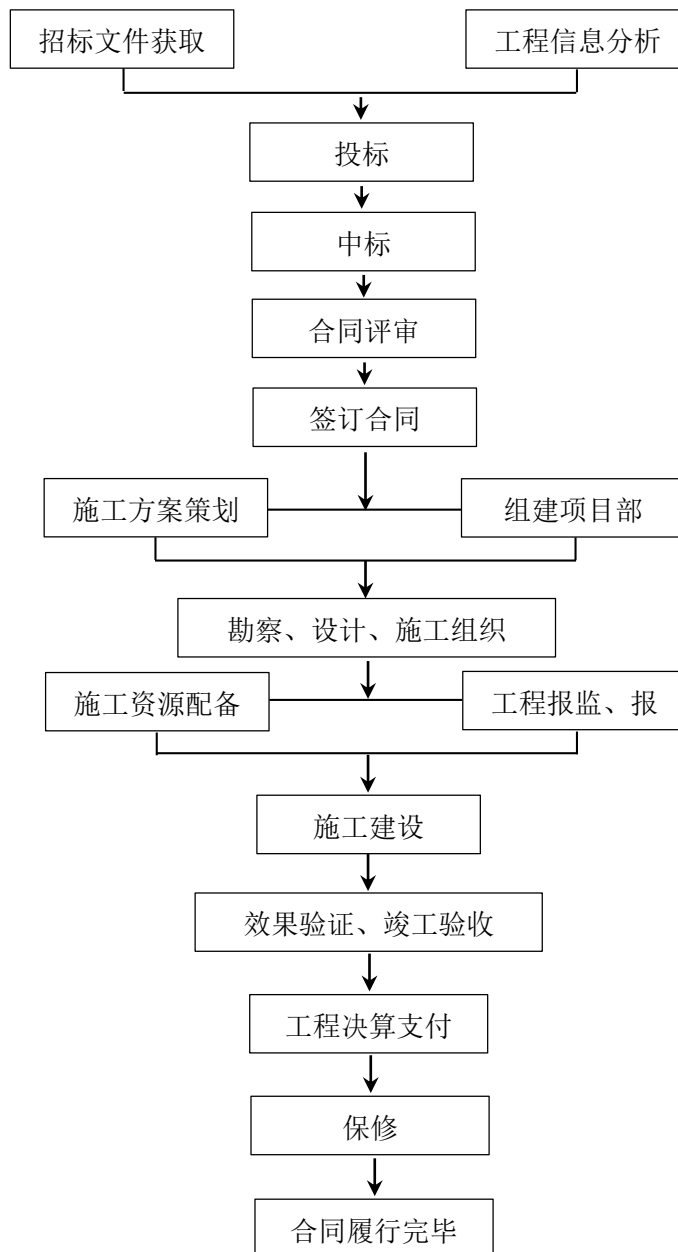 招标文件获取
工程信息分析
投标
中标
合同评审
签订合同
施工方案策划
组建项目部
勘察、设计、施工组织
施工资源配备
工程报监、报
施工建设
效果验证、竣工验收
工程决算支付
保修
合同履行完毕